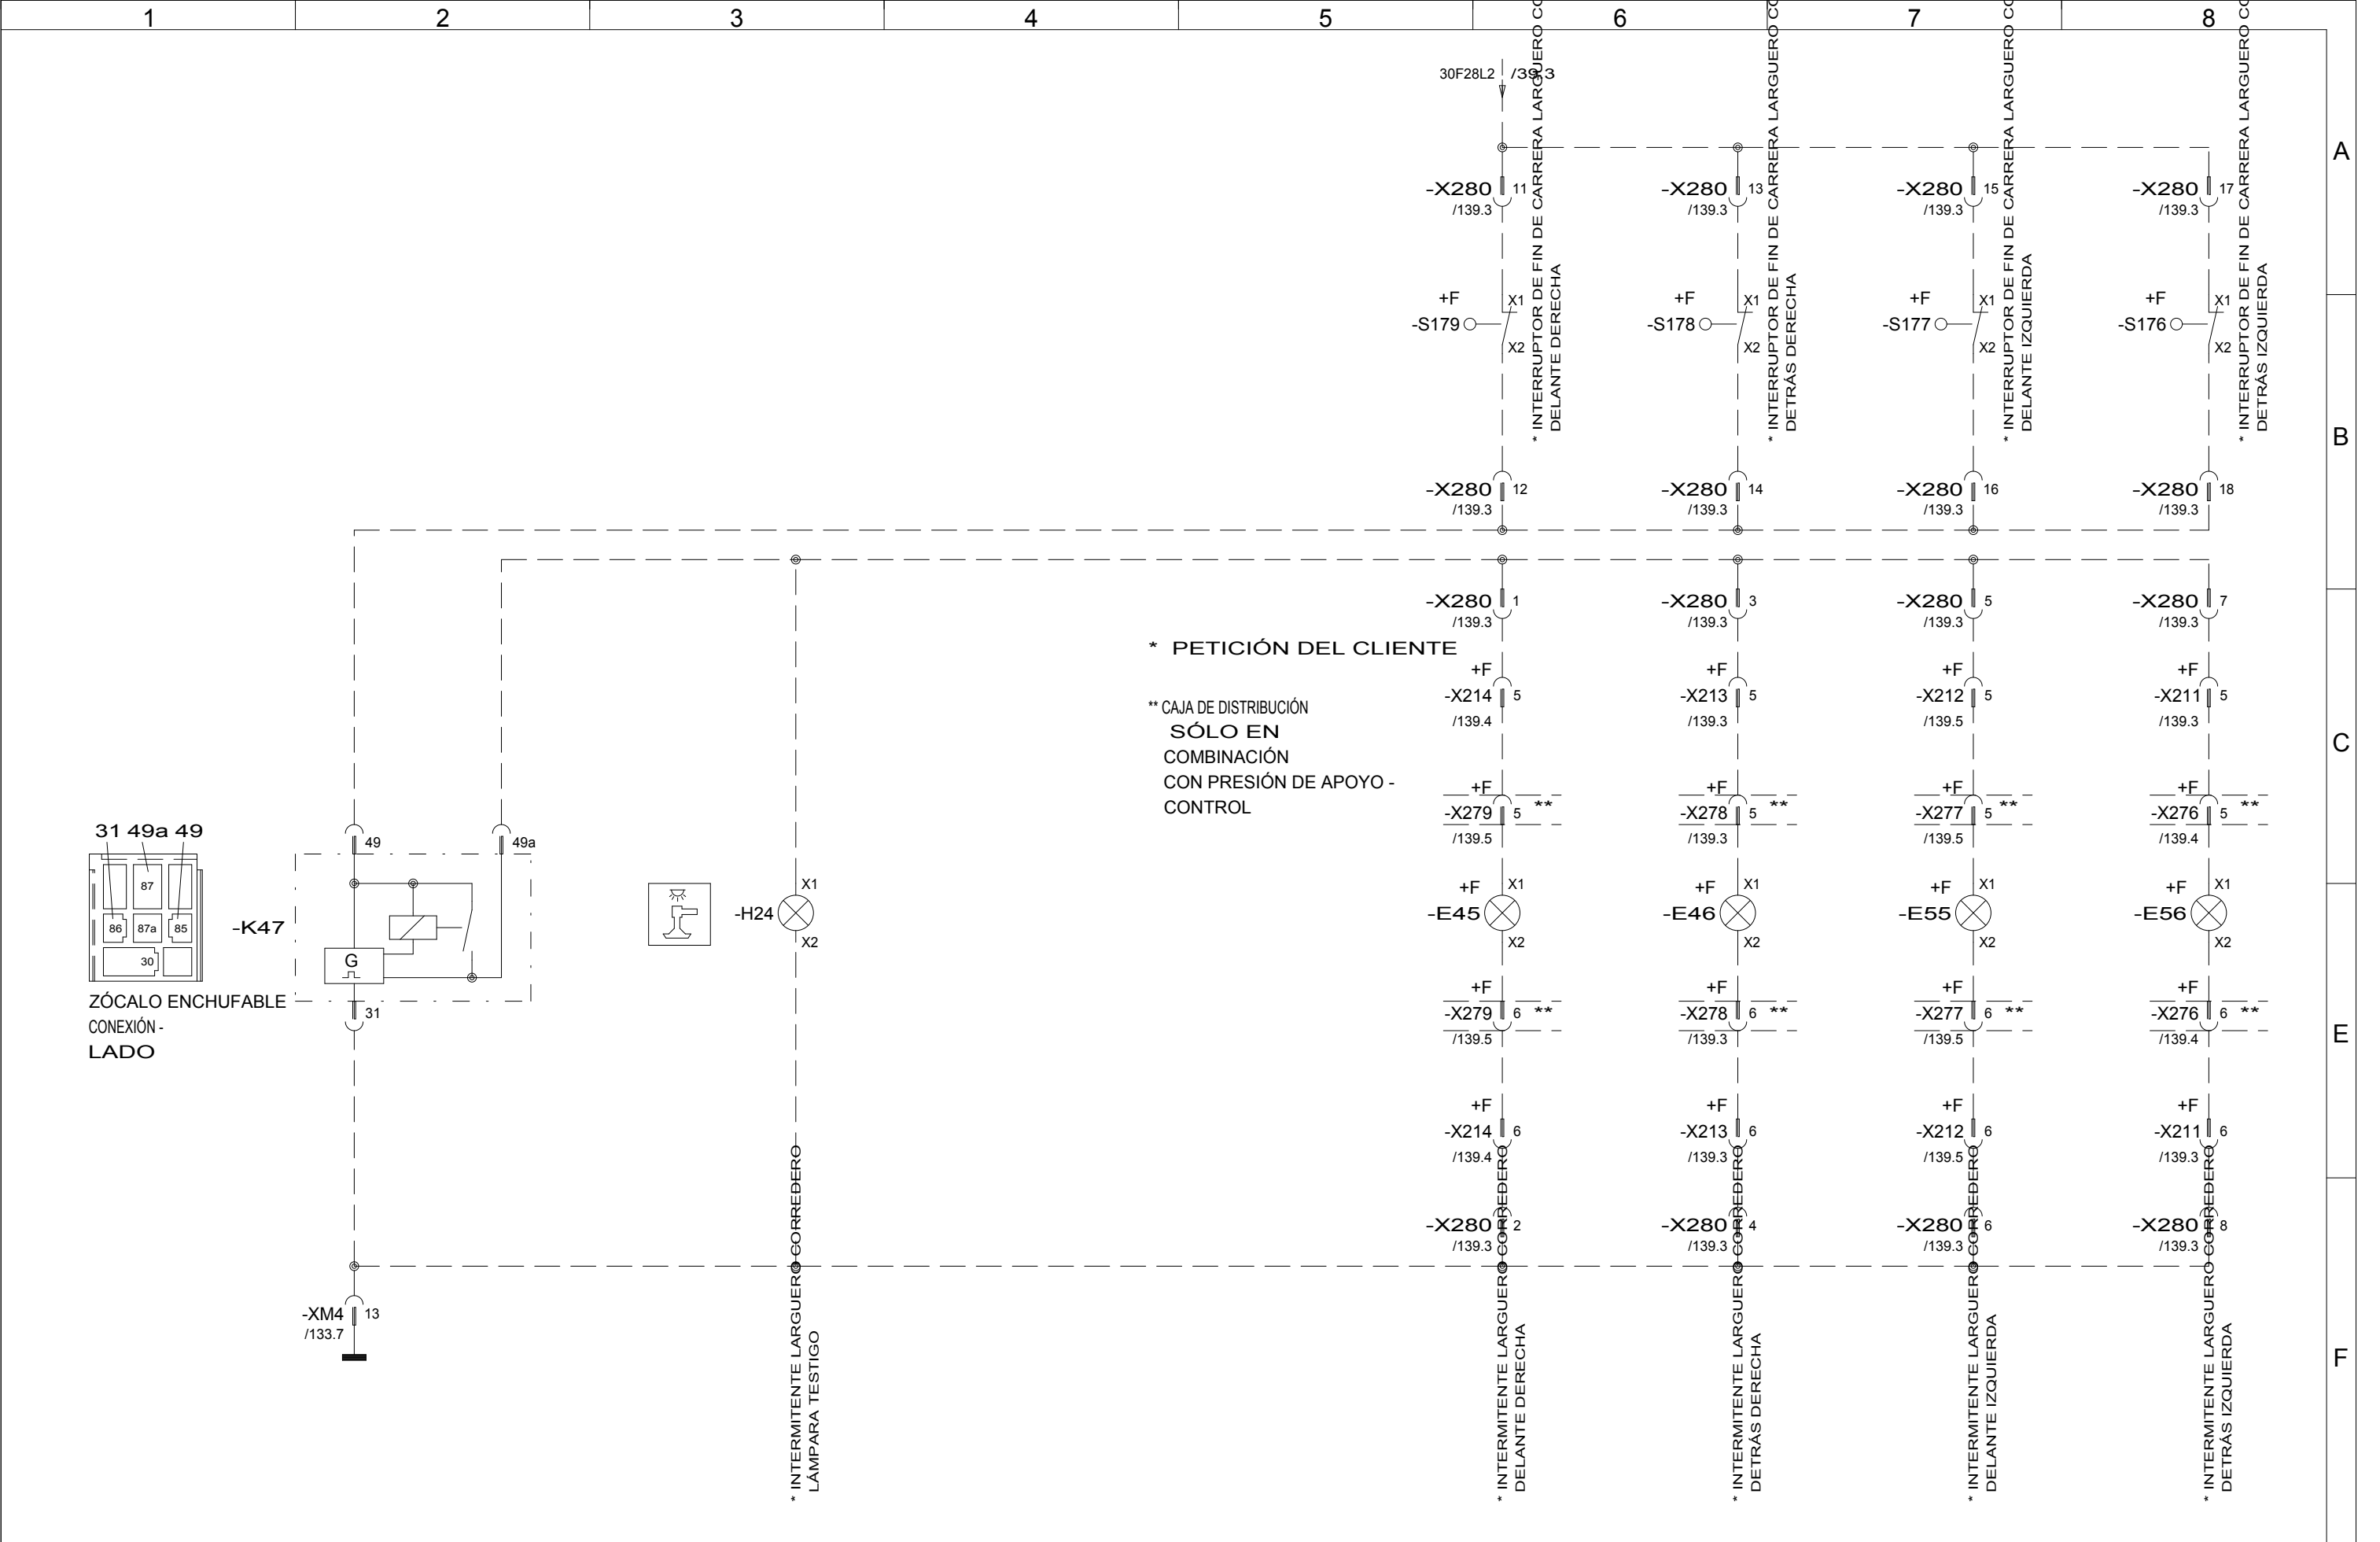 1 2 3 4 5 6 7 8
30F28L2 /39.3
A
-X280 11 -X280 13 -X280 15 -X280 17
/139.3 /139.3 /139.3 /139.3
* INTERRUPTOR DE FIN DE CARRERA LARGUERO CO
DELANTE DERECHA
* INTERRUPTOR DE FIN DE CARRERA LARGUERO CO
DETRÁS DERECHA
* INTERRUPTOR DE FIN DE CARRERA LARGUERO CO
DELANTE IZQUIERDA
* INTERRUPTOR DE FIN DE CARRERA LARGUERO CO
DETRÁS IZQUIERDA
+F X1 +F X1 +F X1 +F X1
-S179 -S178 -S177 -S176
X2 X2 X2 X2
B
-X280 12 -X280 14 -X280 16 -X280 18
/139.3 /139.3 /139.3 /139.3
-X280 1 -X280 3 -X280 5 -X280 7
/139.3 /139.3 /139.3 /139.3
* PETICIÓN DEL CLIENTE
** CAJA DE DISTRIBUCIÓN
SÓLO EN
COMBINACIÓN
CON PRESIÓN DE APOYO -
CONTROL
+F +F +F +F
-X214 5 -X213 5 -X212 5 -X211 5
/139.4 /139.3 /139.5 /139.3
C
+F ** +F ** +F ** +F **
-X279 5 -X278 5 -X277 5 -X276 5
/139.5 /139.3 /139.5 /139.4
31 49a 49
87
86 87a 85
30
ZÓCALO ENCHUFABLE
CONEXIÓN -
LADO
49 49a
-K47
G
31
X1
-H24
X2
+F X1 +F X1 +F X1 +F X1
-E45 -E46 -E55 -E56
X2 X2 X2 X2
+F +F +F +F
-X279 6 ** -X278 6 ** -X277 6 ** -X276 6 **
/139.5 /139.3 /139.5 /139.4
E
+F +F +F +F
-X214 6 -X213 6 -X212 6 -X211 6
/139.4 /139.3 /139.5 /139.3
-X280 2 -X280 4 -X280 6 -X280 8
/139.3 /139.3 /139.3 /139.3
-XM4 13
/133.7
F
* INTERMITENTE LARGUERO CORREDERO
LÁMPARA TESTIGO
* INTERMITENTE LARGUERO CORREDERO
DELANTE DERECHA
* INTERMITENTE LARGUERO CORREDERO
DETRÁS DERECHA
* INTERMITENTE LARGUERO CORREDERO
DELANTE IZQUIERDA
* INTERMITENTE LARGUERO CORREDERO
DETRÁS IZQUIERDA